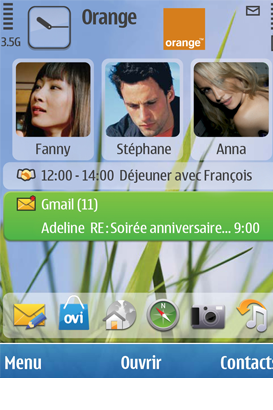 Orange
3.5G
orange™
Fanny Stéphane Anna
12:00 - 14:00 Déjeuner avec François
Gmail (11)
Adeline RE: Soirée anniversaire... 9:00
ovi
Menu Ouvrir Contacts